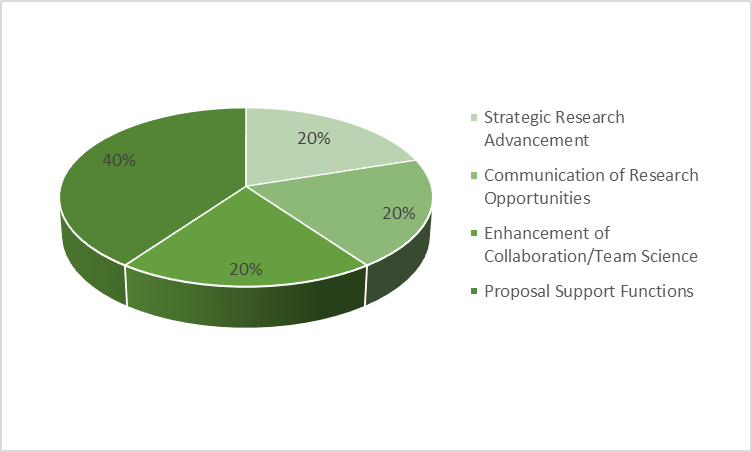 20%
40%
20%
20%
Strategic Research
Advancement
Communication of Research
Opportunities
Enhancement of
Collaboration/Team Science
Proposal Support Functions